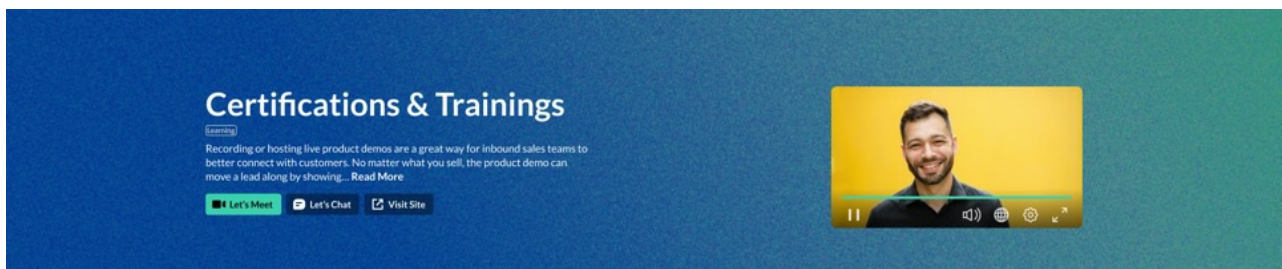 Certifications & Trainings
Learning
Recording or hosting live product demos are a great way for inbound sales teams to
better connect with customers. No matter what you sell, the product demo can
move a lead along by showing... Read More
Let's Meet
Let's Chat
Visit Site